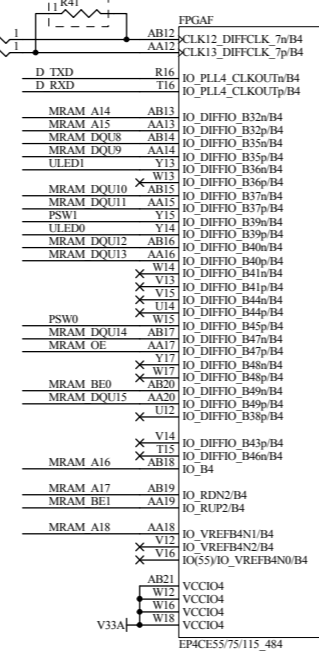 1 R41
FPGAF
1 AB12 CLK12_DIFFCLK_7n/B4
1 AA12 CLK13_DIFFCLK_7p/B4
D_TXD R16 IO_PLL4_CLKOUTn/B4
D_RXD T16 IO_PLL4_CLKOUTp/B4
MRAM_A14 AB13 IO_DIFFIO_B32n/B4
MRAM_A15 AA13 IO_DIFFIO_B32p/B4
MRAM_DQU8 AB14 IO_DIFFIO_B35n/B4
MRAM_DQU9 AA14 IO_DIFFIO_B35p/B4
ULED1 Y13 IO_DIFFIO_B36n/B4
W13 IO_DIFFIO_B36p/B4
MRAM_DQU10 AB15 IO_DIFFIO_B37n/B4
MRAM_DQU11 AA15 IO_DIFFIO_B37p/B4
PSW1 Y15 IO_DIFFIO_B39n/B4
ULED0 Y14 IO_DIFFIO_B39p/B4
MRAM_DQU12 AB16 IO_DIFFIO_B40n/B4
MRAM_DQU13 AA16 IO_DIFFIO_B40p/B4
W14 IO_DIFFIO_B41n/B4
V13 IO_DIFFIO_B41p/B4
V15 IO_DIFFIO_B44n/B4
U14 IO_DIFFIO_B44p/B4
PSW0 W15 IO_DIFFIO_B45p/B4
MRAM_DQU14 AB17 IO_DIFFIO_B47n/B4
MRAM_OE AA17 IO_DIFFIO_B47p/B4
Y17 IO_DIFFIO_B48n/B4
W17 IO_DIFFIO_B48p/B4
MRAM_BE0 AB20 IO_DIFFIO_B49n/B4
MRAM_DQU15 AA20 IO_DIFFIO_B49p/B4
U12 IO_DIFFIO_B38p/B4
V14 IO_DIFFIO_B43p/B4
T15 IO_DIFFIO_B46n/B4
MRAM_A16 AB18 IO_B4
MRAM_A17 AB19 IO_RDN2/B4
MRAM_BE1 AA19 IO_RUP2/B4
MRAM_A18 AA18 IO_VREFB4N1/B4
V12 IO_VREFB4N2/B4
V16 IO(55)/IO_VREFB4N0/B4
AB21 VCCIO4
W12 VCCIO4
W16 VCCIO4
V33A W18 VCCIO4
EP4CE55/75/115_484